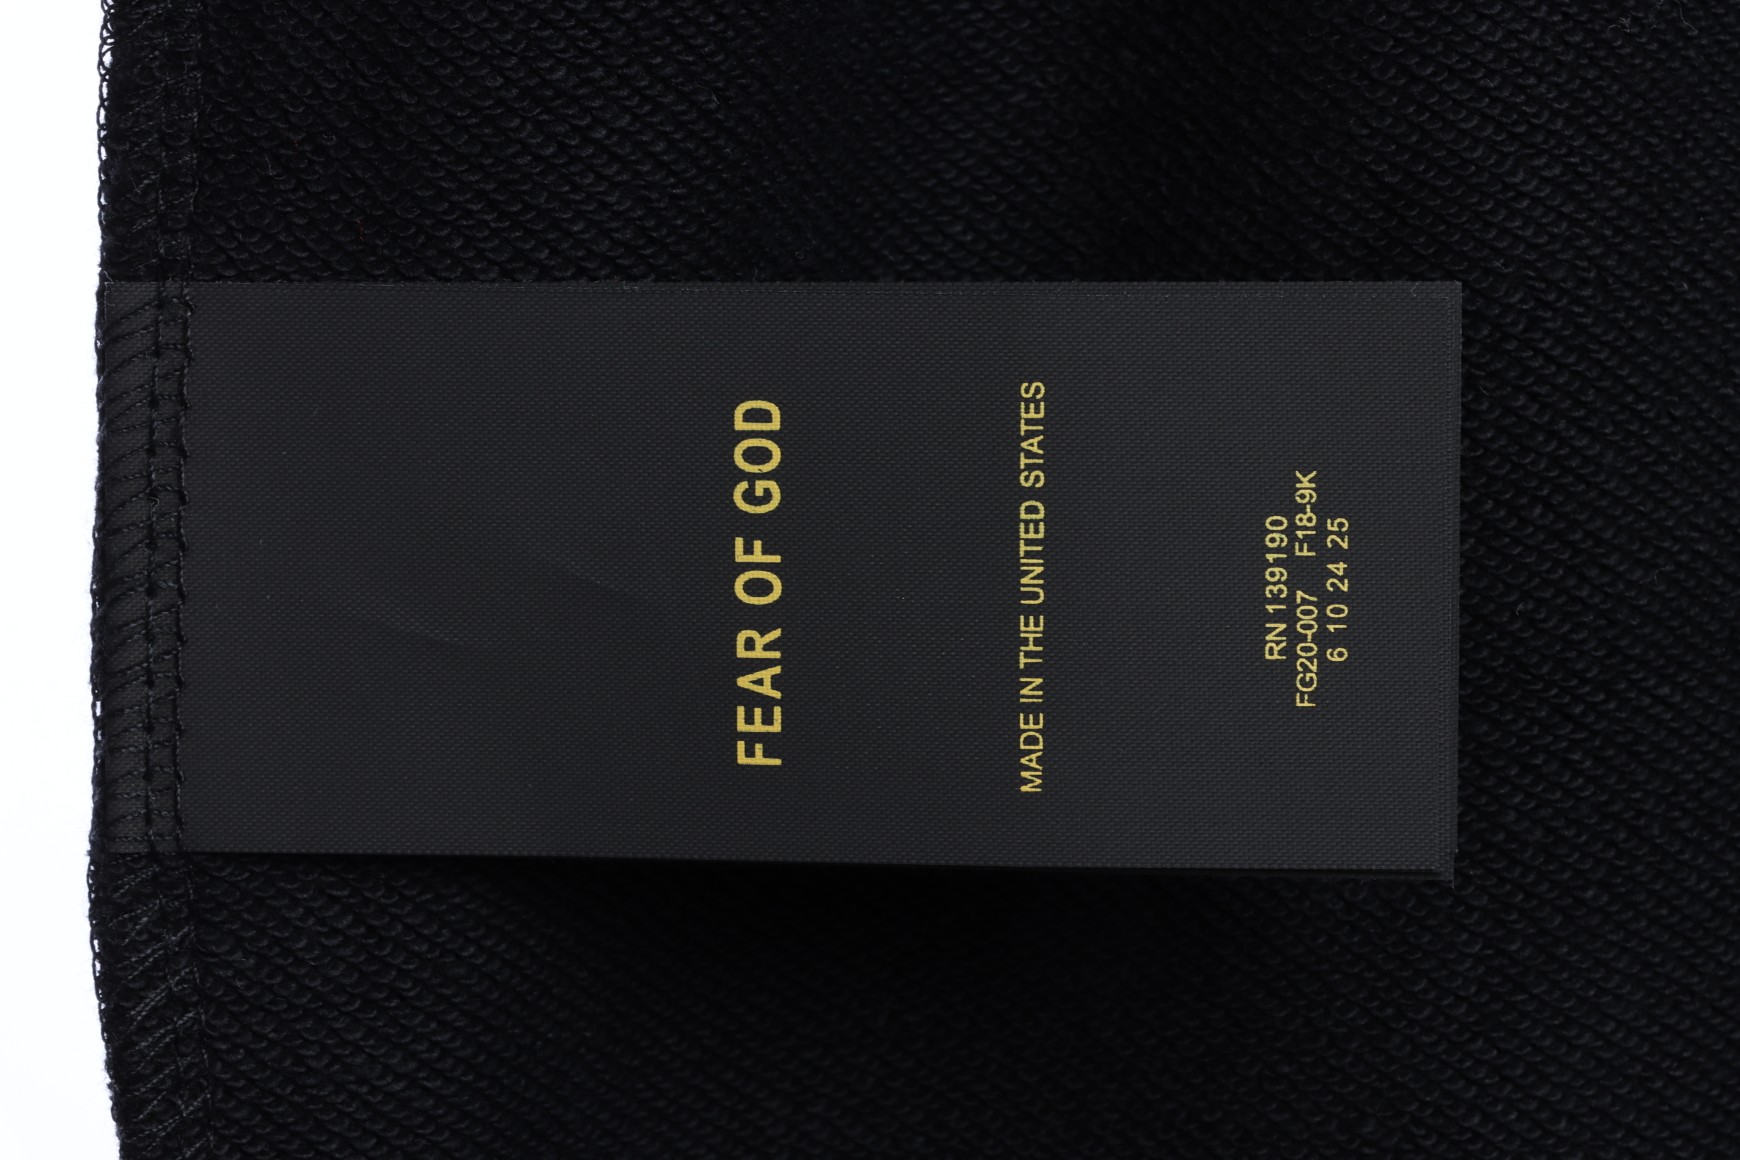 FEAR OF GOD
MADE IN THE UNITED STATES
RN 139190
FG20-007 F18-9K
6 10 24 25